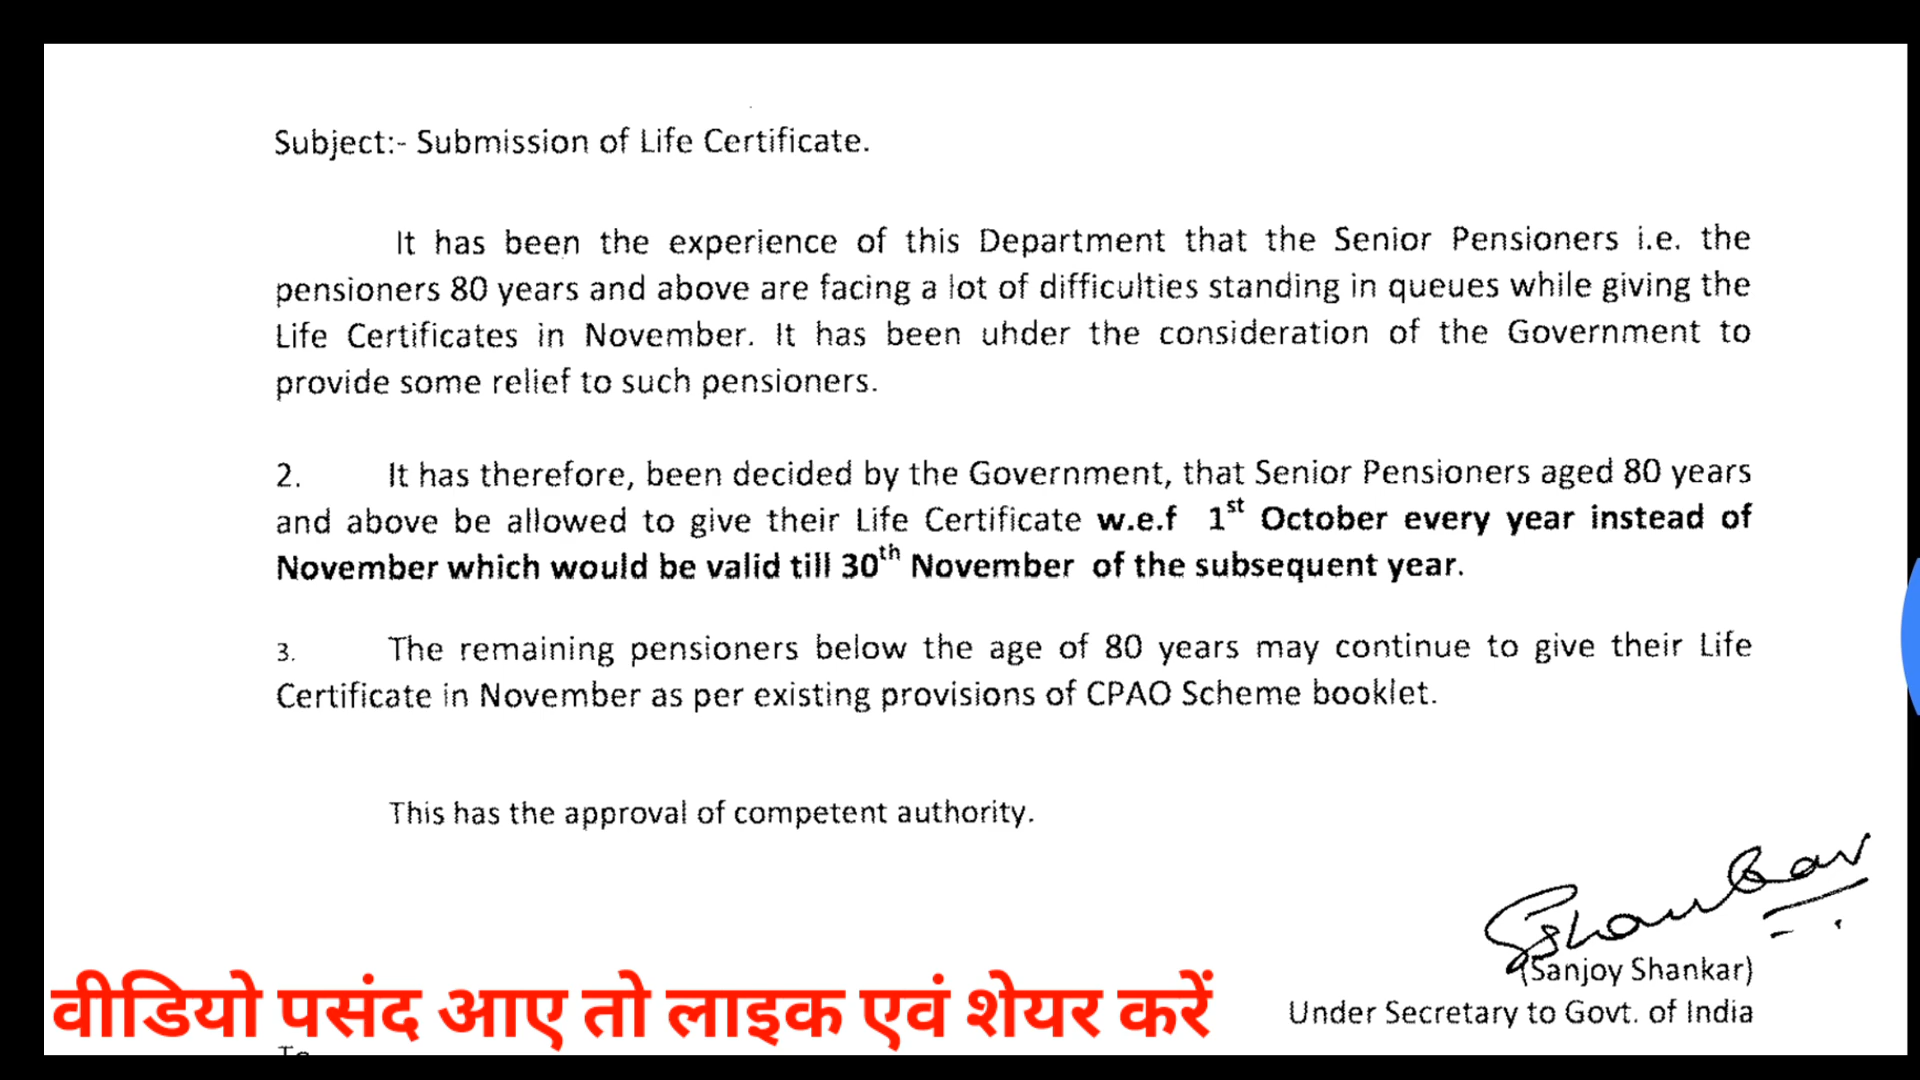 Subject:- Submission of Life Certificate.
It has been the experience of this Department that the Senior Pensioners i.e. the
pensioners 80 years and above are facing a lot of difficulties standing in queues while giving the
Life Certificates in November. It has been uhder the consideration of the Government to
provide some relief to such pensioners.
2. It has therefore, been decided by the Government, that Senior Pensioners aged 80 years
and above be allowed to give their Life Certificate w.e.f 1st October every year instead of
November which would be valid till 30th November of the subsequent year.
3. The remaining pensioners below the age of 80 years may continue to give their Life
Certificate in November as per existing provisions of CPAO Scheme booklet.
This has the approval of competent authority.
SShankar
(Sanjoy Shankar)
Under Secretary to Govt. of India
वीडियो पसंद आए तो लाइक एवं शेयर करें